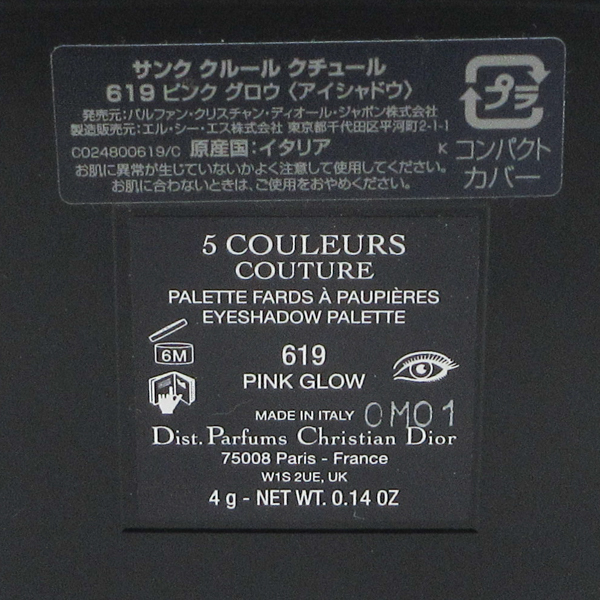 サンク クルール クチュール
619 ピンク グロウ〈アイシャドウ〉
発売元:パルファン・クリスチャン・ディオール・ジャポン株式会社
製造販売元:エル・シー・エス株式会社 東京都千代田区平河町2-1-1
C024800619/C 原産国:イタリア K
お肌に異常が生じていないかよく注意して使用してください。
お肌に合わないときは、ご使用をおやめください。
プラ
コンパクト
カバー
5 COULEURS
COUTURE
PALETTE FARDS À PAUPIÈRES
EYESHADOW PALETTE
6M
619
PINK GLOW
MADE IN ITALY 0M01
Dist. Parfums Christian Dior
75008 Paris - France
W1S 2UE, UK
4 g - NET WT. 0.14 OZ